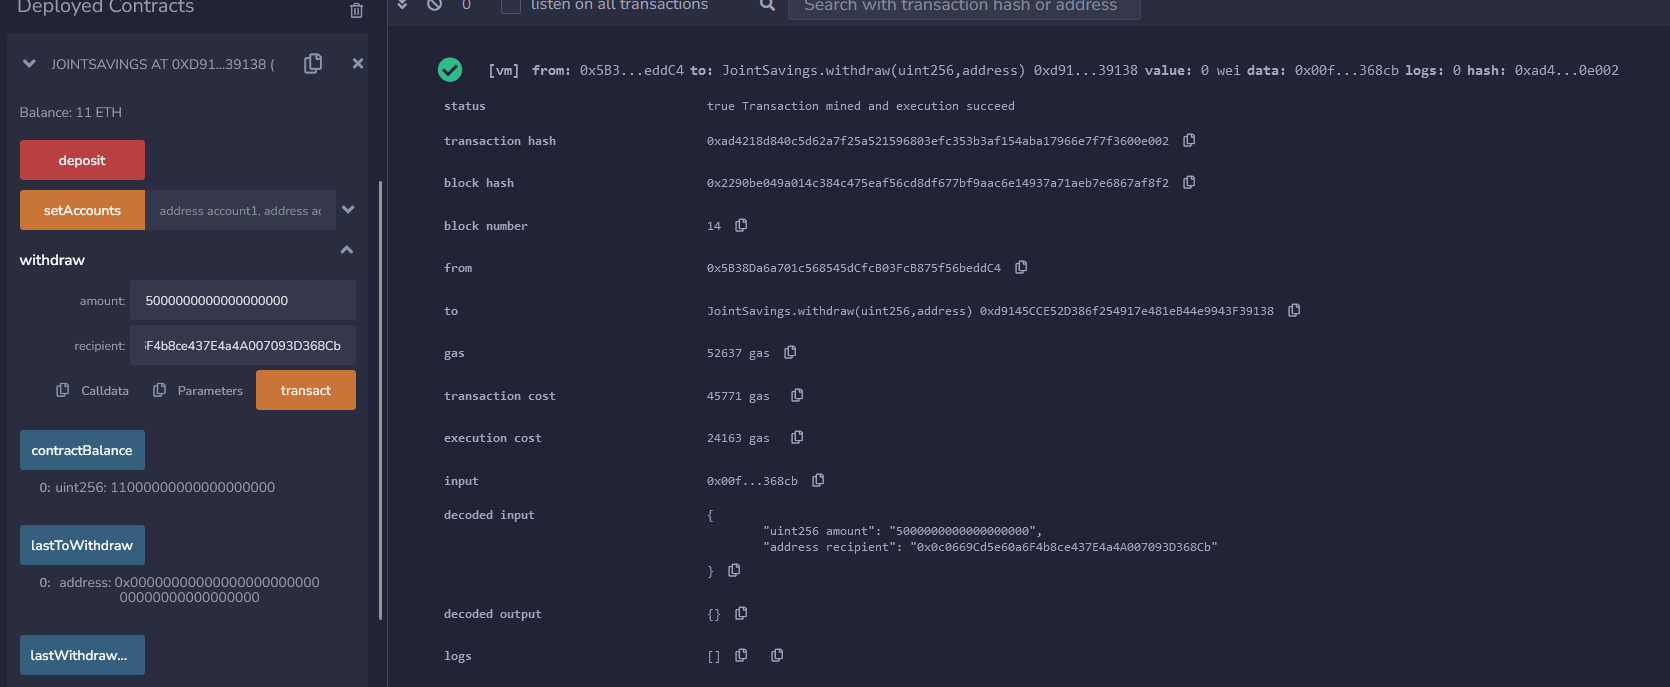 Deployed Contracts
0
listen on all transactions
Search with transaction hash or address
JOINTSAVINGS AT 0XD91...39138 (
Balance: 11 ETH
deposit
setAccounts
address account1, address ac
withdraw
amount:
5000000000000000000
recipient:
F4b8ce437E4a4A007093D368Cb
Calldata
Parameters
transact
contractBalance
0: uint256: 11000000000000000000
lastToWithdraw
0: address: 0x00000000000000000000000
00000000000000000
lastWithdraw...
[vm] from: 0x5B3...eddC4 to: JointSavings.withdraw(uint256,address) 0xd91...39138 value: 0 wei data: 0x00f...368cb logs: 0 hash: 0xad4...0e002
status true Transaction mined and execution succeed
transaction hash 0xad4218d840c5d62a7f25a521596803efc353b3af154aba17966e7f7f3600e002
block hash 0x2290be049a014c384c475eaf56cd8df677bf9aac6e14937a71aeb7e6867af8f2
block number 14
from 0x5B38Da6a701c568545dCfcB03FcB875f56beddC4
to JointSavings.withdraw(uint256,address) 0xd9145CCE52D386f254917e481eB44e9943F39138
gas 52637 gas
transaction cost 45771 gas
execution cost 24163 gas
input 0x00f...368cb
decoded input {
"uint256 amount": "5000000000000000000",
"address recipient": "0x0c0669Cd5e60a6F4b8ce437E4a4A007093D368Cb"
}
decoded output {}
logs []